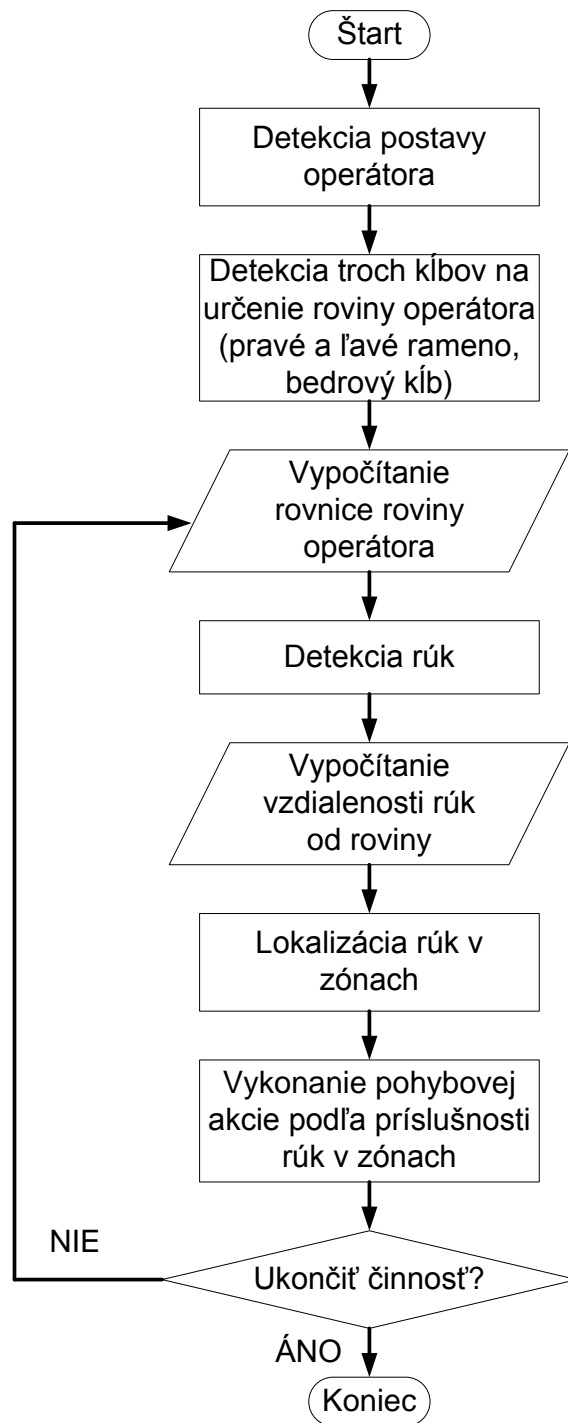 Štart
Detekcia postavy
operátora
Detekcia troch kĺbov na
určenie roviny operátora
(pravé a ľavé rameno,
bedrový kĺb)
Vypočítanie
rovnice roviny
operátora
Detekcia rúk
Vypočítanie
vzdialenosti rúk
od roviny
Lokalizácia rúk v
zónach
Vykonanie pohybovej
akcie podľa príslušnosti
rúk v zónach
NIE
Ukončiť činnosť?
ÁNO
Koniec